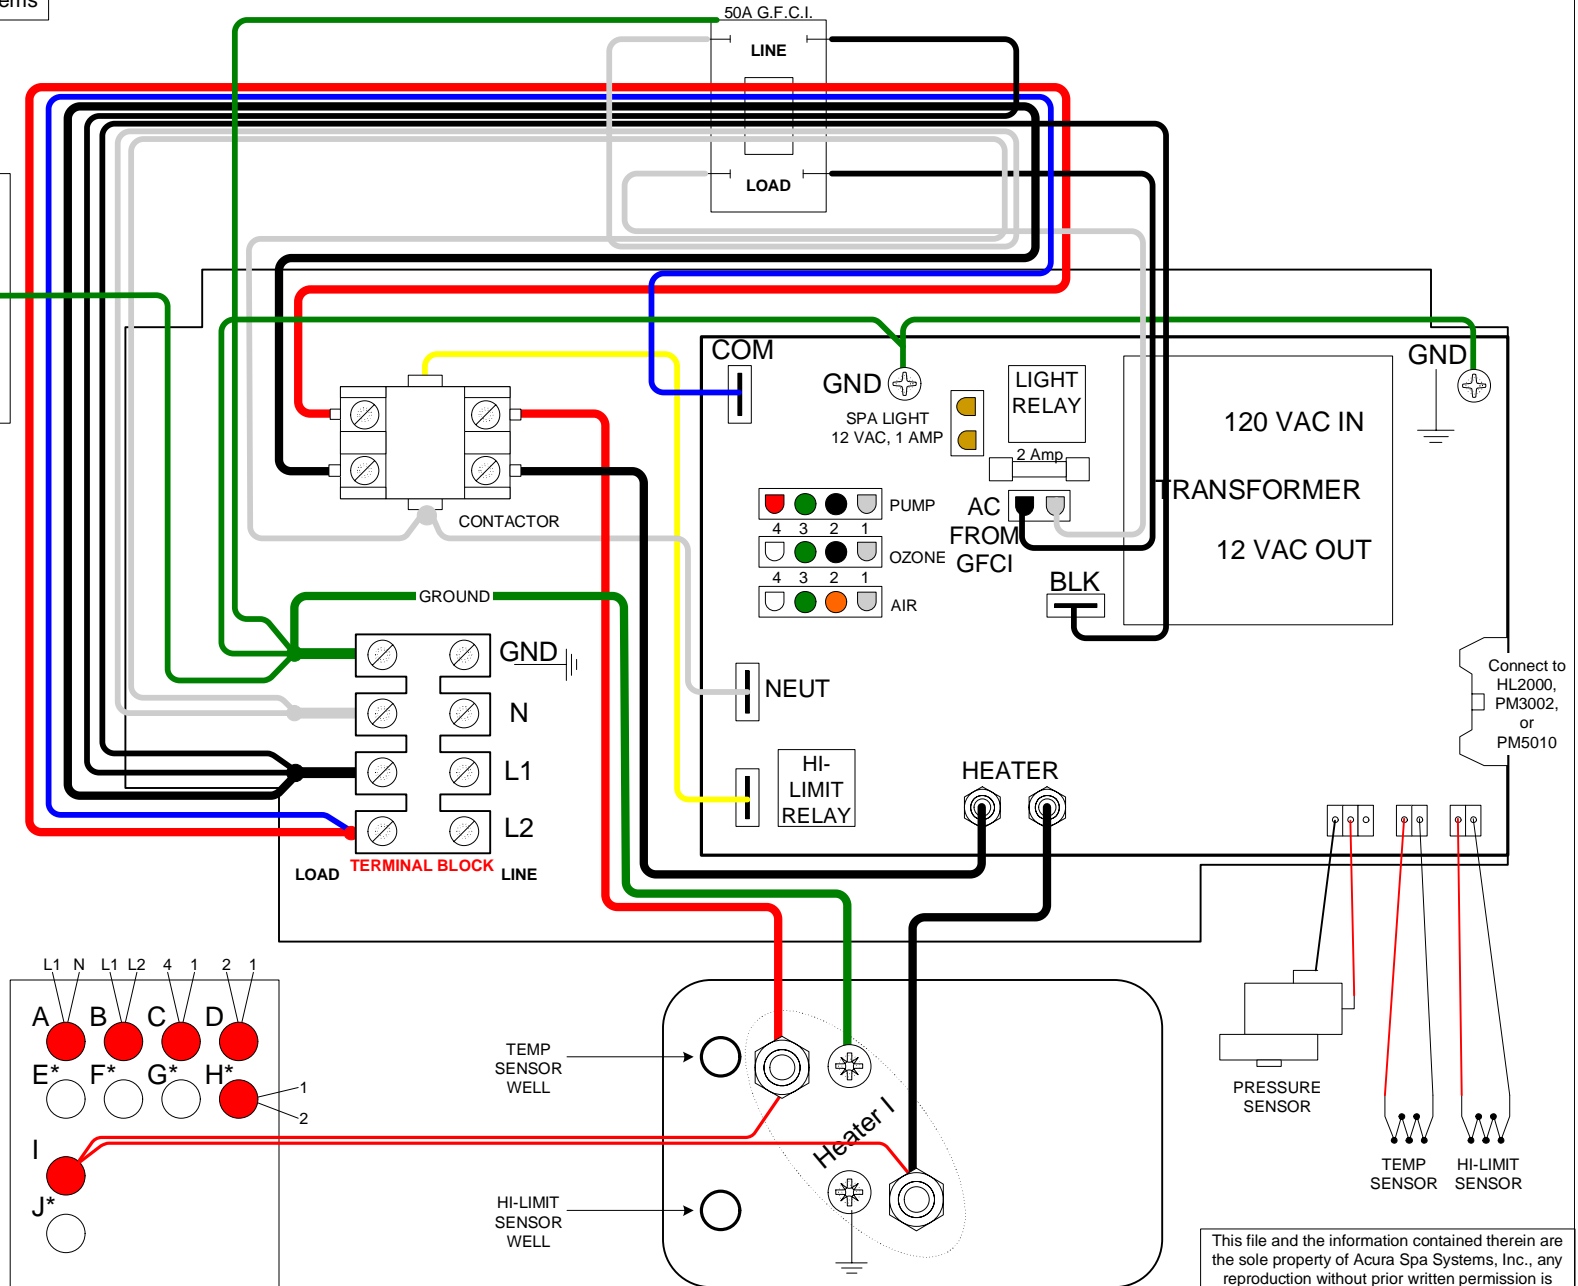 ems
50A G.F.C.I.
LINE
LOAD
COM
GND
SPA LIGHT
12 VAC, 1 AMP
LIGHT
RELAY
2 Amp
GND
120 VAC IN
TRANSFORMER
12 VAC OUT
AC
FROM
GFCI
BLK
PUMP
4 3 2 1
OZONE
4 3 2 1
AIR
CONTACTOR
GROUND
GND
N
L1
L2
LOAD
TERMINAL BLOCK
LINE
NEUT
HI-
LIMIT
RELAY
HEATER
Connect to
HL2000,
PM3002,
or
PM5010
L1 N L1 L2 4 1 2 1
A B C D
E* F* G* H*
1
2
I
J*
TEMP
SENSOR
WELL
HI-LIMIT
SENSOR
WELL
Heater I
PRESSURE
SENSOR
TEMP
SENSOR
HI-LIMIT
SENSOR
This file and the information contained therein are
the sole property of Acura Spa Systems, Inc., any
reproduction without prior written permission is